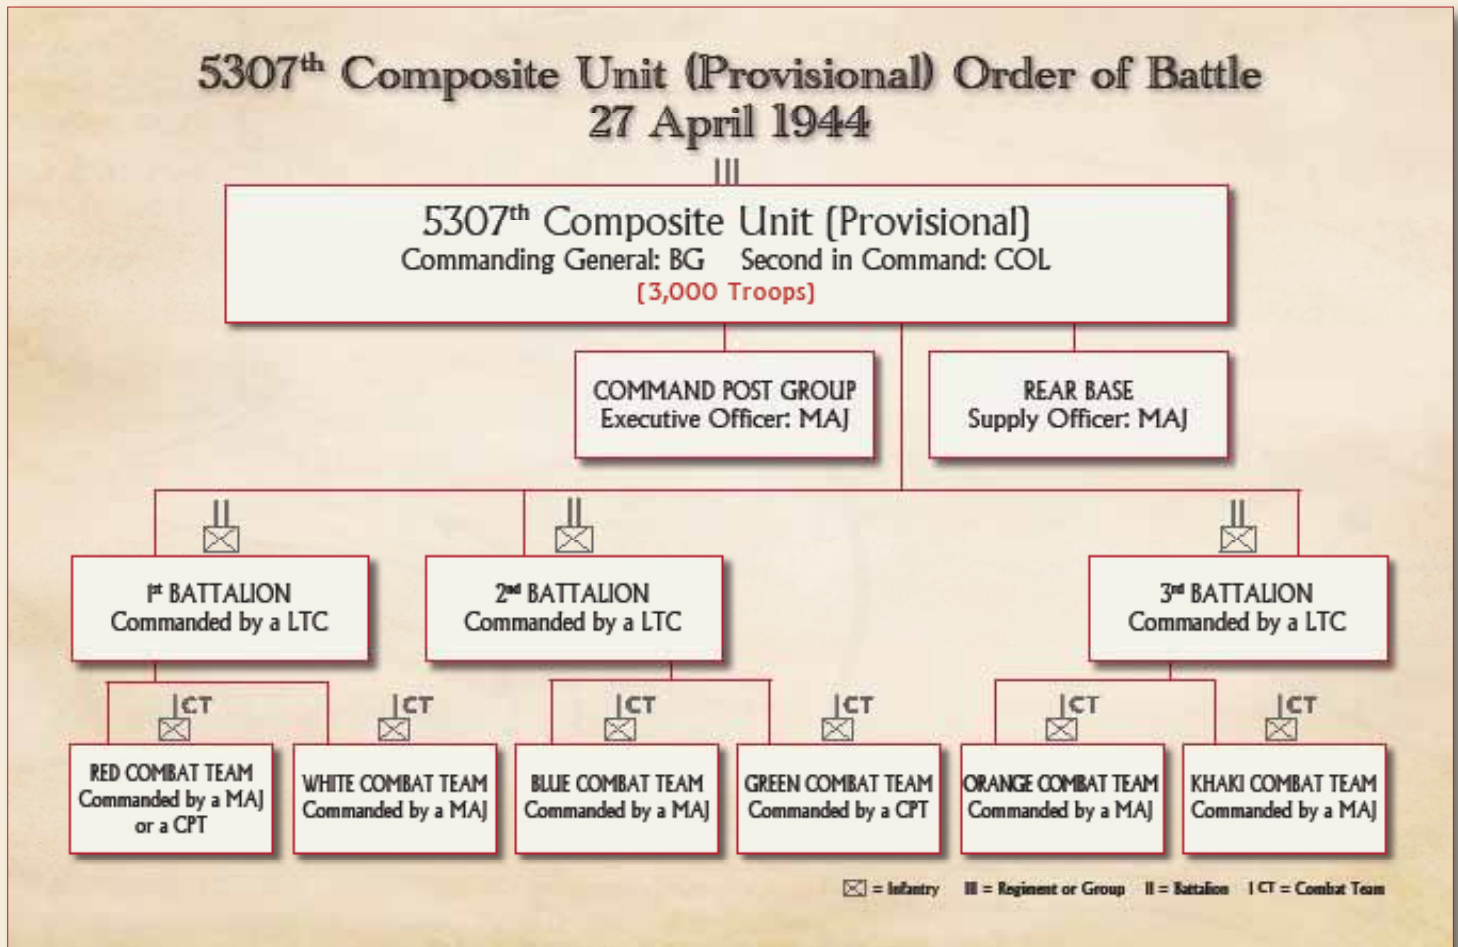 5307th Composite Unit (Provisional) Order of Battle
27 April 1944
III
5307th Composite Unit (Provisional)
Commanding General: BG Second in Command: COL
(3,000 Troops)
COMMAND POST GROUP
Executive Officer: MAJ
REAR BASE
Supply Officer: MAJ
II
II
II
1st BATTALION
Commanded by a LTC
2nd BATTALION
Commanded by a LTC
3rd BATTALION
Commanded by a LTC
I CT
I CT
I CT
I CT
I CT
I CT
RED COMBAT TEAM
Commanded by a MAJ
or a CPT
WHITE COMBAT TEAM
Commanded by a MAJ
BLUE COMBAT TEAM
Commanded by a MAJ
GREEN COMBAT TEAM
Commanded by a CPT
ORANGE COMBAT TEAM
Commanded by a MAJ
KHAKI COMBAT TEAM
Commanded by a MAJ
= Infantry III = Regiment or Group II = Battalion I CT = Combat Team